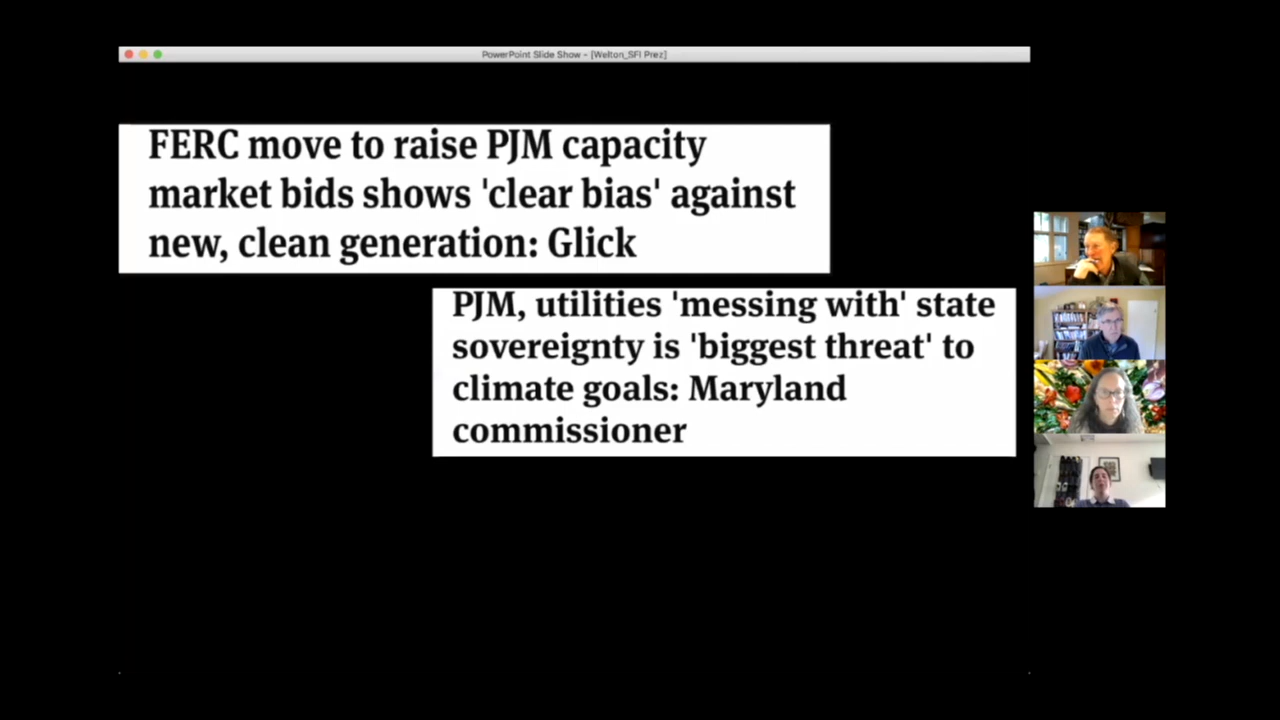 PowerPoint Slide Show - [Welton_SFI Prez]
FERC move to raise PJM capacity
market bids shows 'clear bias' against
new, clean generation: Glick
PJM, utilities 'messing with' state
sovereignty is 'biggest threat' to
climate goals: Maryland
commissioner